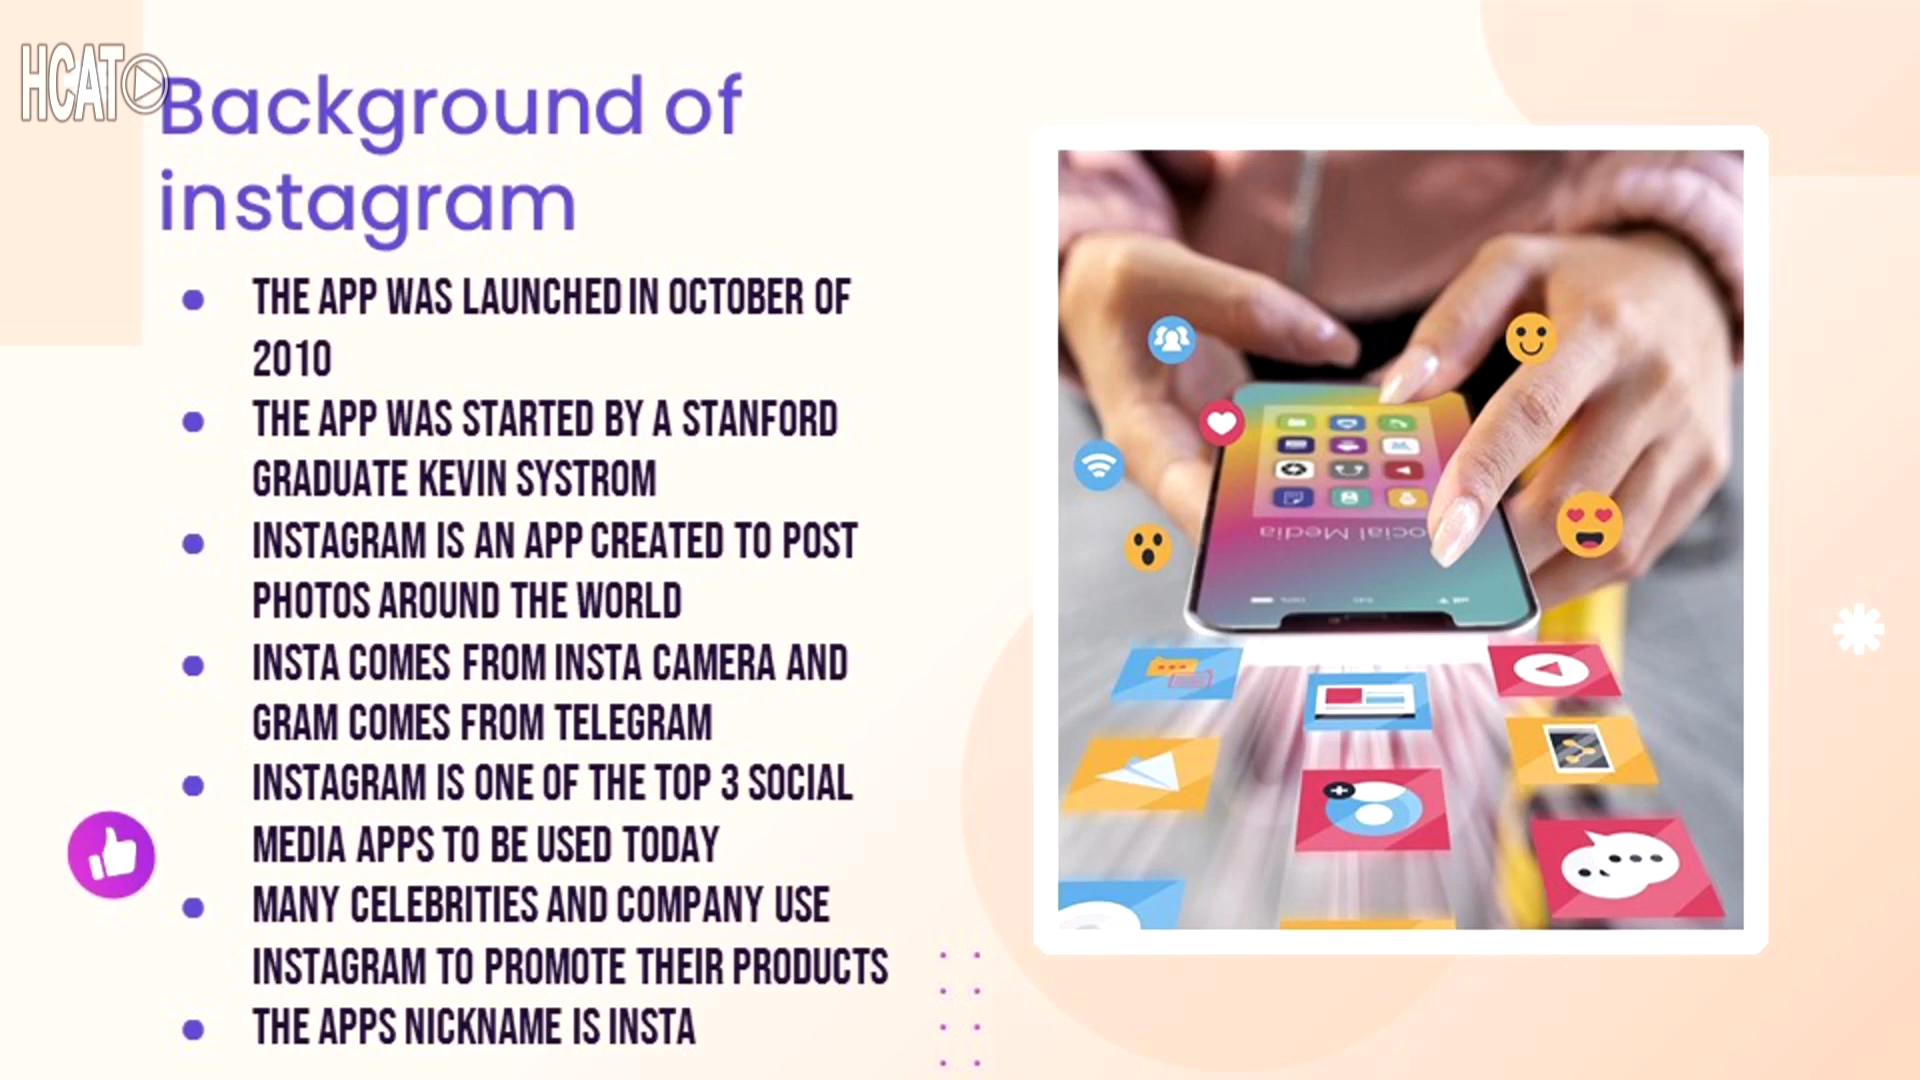 HCAT
Background of
instagram
THE APP WAS LAUNCHED IN OCTOBER OF
2010
THE APP WAS STARTED BY A STANFORD
GRADUATE KEVIN SYSTROM
INSTAGRAM IS AN APP CREATED TO POST
PHOTOS AROUND THE WORLD
INSTA COMES FROM INSTA CAMERA AND
GRAM COMES FROM TELEGRAM
INSTAGRAM IS ONE OF THE TOP 3 SOCIAL
MEDIA APPS TO BE USED TODAY
MANY CELEBRITIES AND COMPANY USE
INSTAGRAM TO PROMOTE THEIR PRODUCTS
THE APPS NICKNAME IS INSTA
Social Media